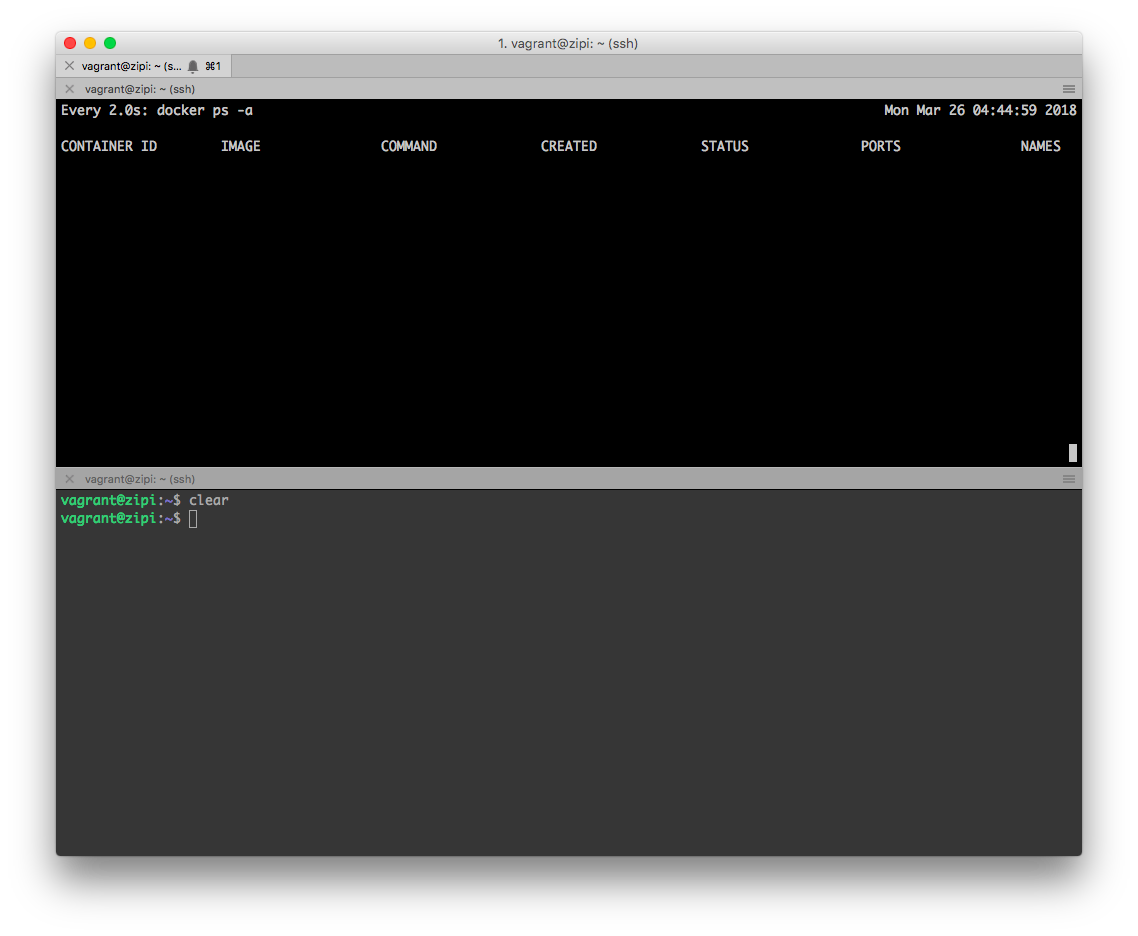 1. vagrant@zipi: ~ (ssh)
vagrant@zipi: ~ (s... ⌘1
vagrant@zipi: ~ (ssh)
Every 2.0s: docker ps -a Mon Mar 26 04:44:59 2018
CONTAINER ID IMAGE COMMAND CREATED STATUS PORTS NAMES
vagrant@zipi: ~ (ssh)
vagrant@zipi:~$ clear
vagrant@zipi:~$